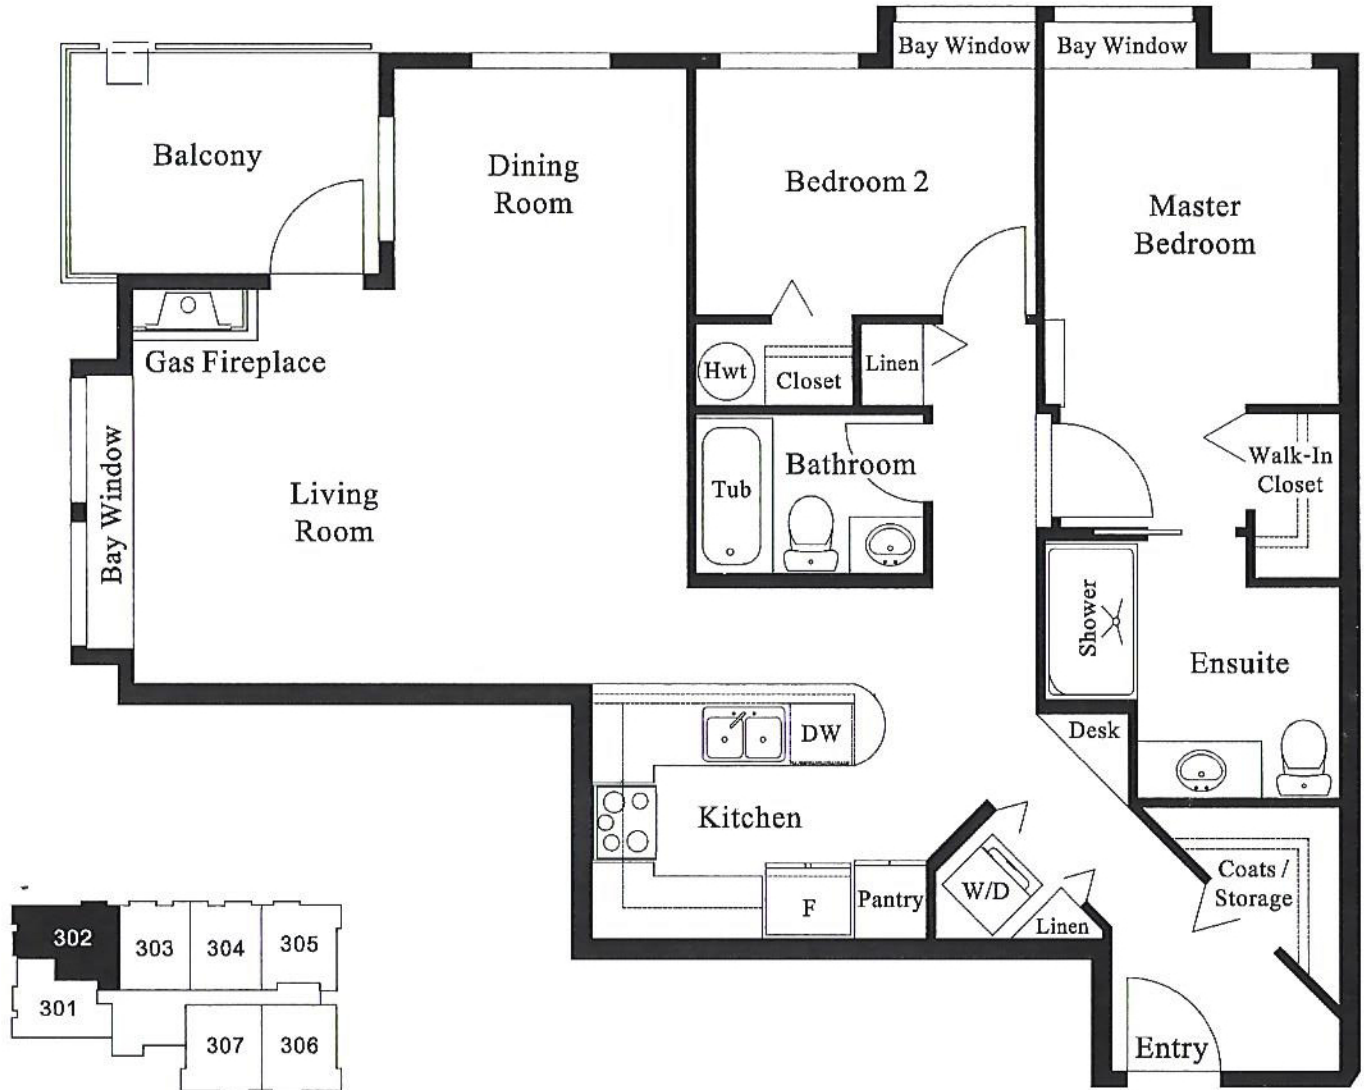 Bay Window
Bay Window
Balcony
Dining
Room
Bedroom 2
Master
Bedroom
Gas Fireplace
Hwt
Closet
Linen
Bay Window
Living
Room
Tub
Bathroom
Walk-In
Closet
Shower
Ensuite
Desk
DW
Kitchen
F
Pantry
W/D
Linen
Coats /
Storage
Entry
302
303
304
305
301
307
306